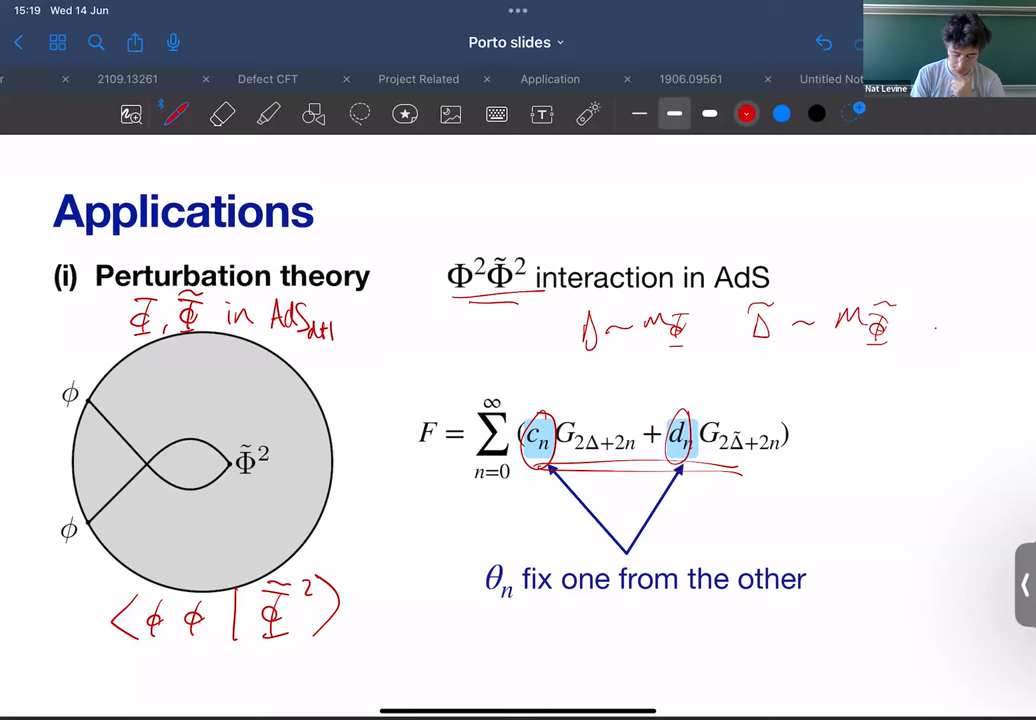 15:19 Wed 14 Jun
Porto slides
2109.13261
Defect CFT
Project Related
Application
1906.09561
Untitled Not
Nat Levine
Applications
(i) Perturbation theory
Φ²Φ̃² interaction in AdS
Φ, Φ̃ in AdS_{d+1}
Δ ~ m_Φ Δ̃ ~ m_Φ̃
ϕ
Φ̃²
ϕ
F = ∑_{n=0}^{∞} (c_n G_{2Δ+2n} + d_n G_{2Δ̃+2n})
θ_n fix one from the other
⟨ϕ ϕ | Φ̃²⟩